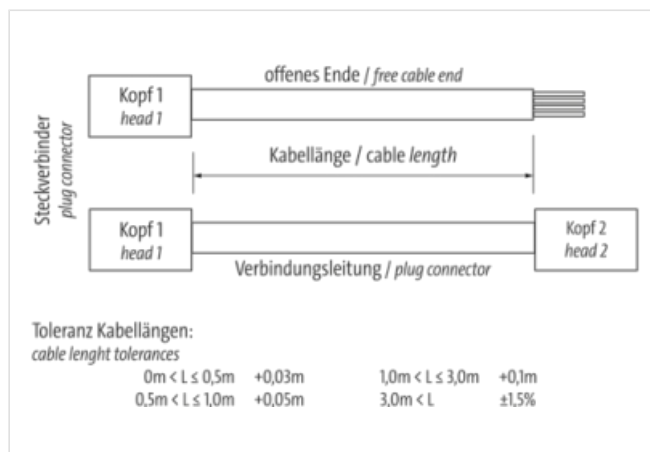 offenes Ende / free cable end
Kopf 1
head 1
Steckverbinder
plug connector
Kabellänge / cable length
Kopf 1
head 1
Kopf 2
head 2
Verbindungsleitung / plug connector
Toleranz Kabellängen:
cable lenght tolerances
0m < L ≤ 0,5m +0,03m 1,0m < L ≤ 3,0m +0,1m
0,5m < L ≤ 1,0m +0,05m 3,0m < L ±1,5%